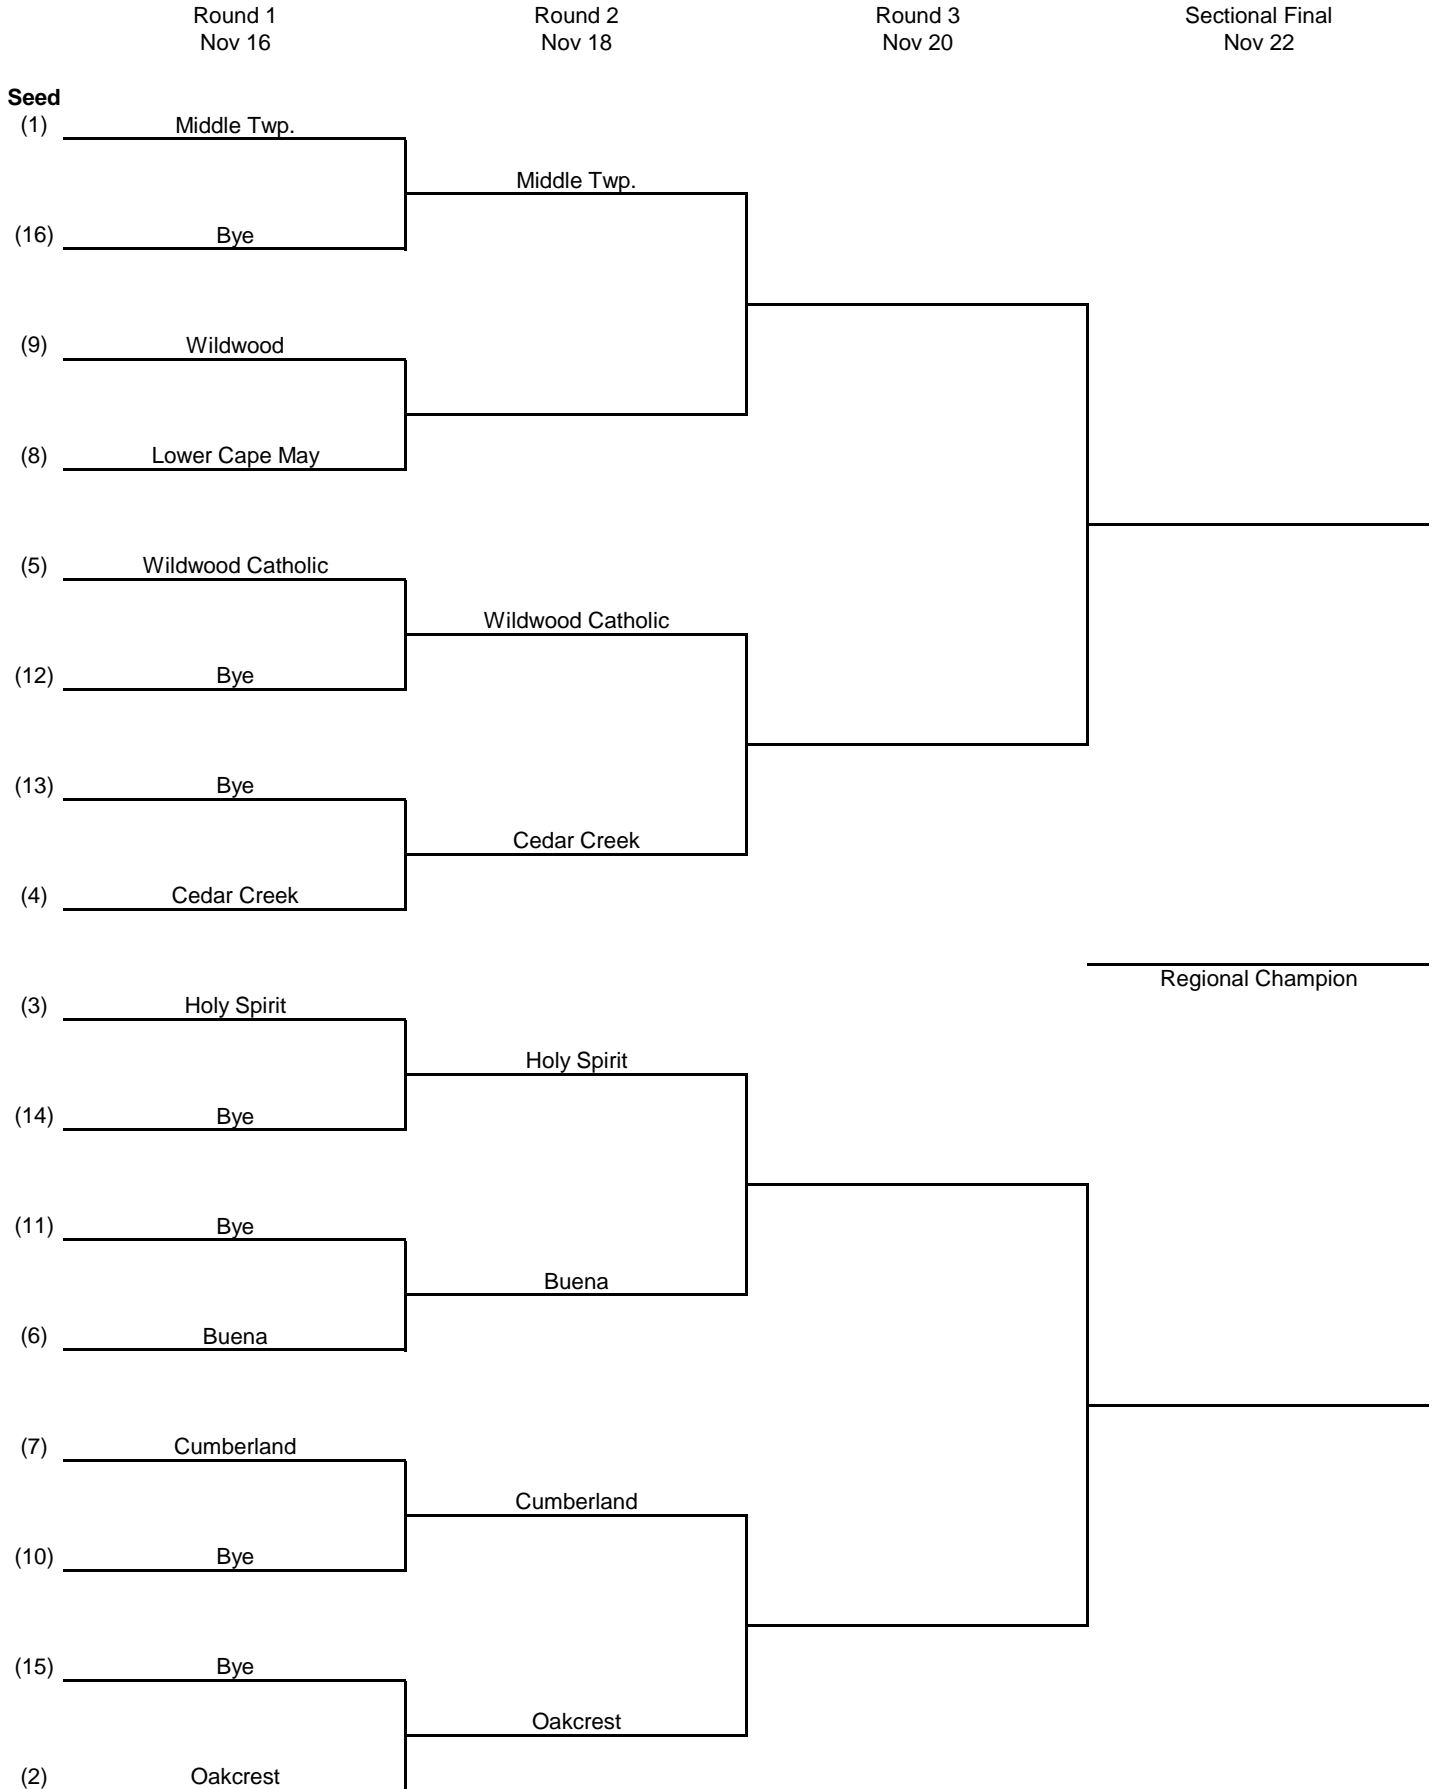 Round 1 Round 2 Round 3 Sectional Final
Nov 16 Nov 18 Nov 20 Nov 22
Seed
(1) Middle Twp.
Middle Twp.
(16) Bye
(9) Wildwood
(8) Lower Cape May
(5) Wildwood Catholic
Wildwood Catholic
(12) Bye
(13) Bye
Cedar Creek
(4) Cedar Creek
Regional Champion
(3) Holy Spirit
Holy Spirit
(14) Bye
(11) Bye
Buena
(6) Buena
(7) Cumberland
Cumberland
(10) Bye
(15) Bye
Oakcrest
(2) Oakcrest